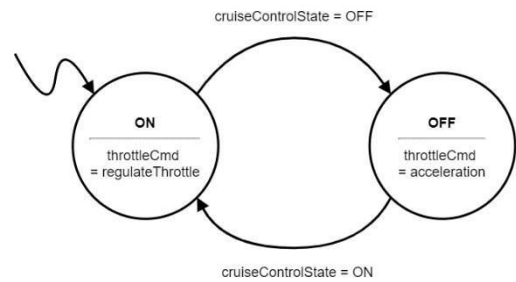 cruiseControlState = OFF
ON
throttleCmd
= regulateThrottle
OFF
throttleCmd
= acceleration
cruiseControlState = ON